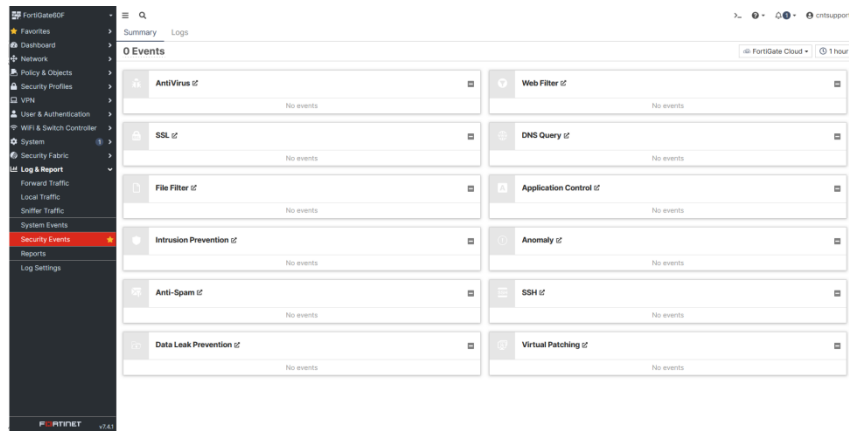 FortiGate60F
Favorites
Dashboard
Network
Policy & Objects
Security Profiles
VPN
User & Authentication
WiFi & Switch Controller
System 1
Security Fabric
Log & Report
Forward Traffic
Local Traffic
Sniffer Traffic
System Events
Security Events
Reports
Log Settings
FORTINET v7.4.1
>_ 1 cntsupport
Summary Logs
0 Events FortiGate Cloud 1 hour
AntiVirus
No events
Web Filter
No events
SSL
No events
DNS Query
No events
File Filter
No events
Application Control
No events
Intrusion Prevention
No events
Anomaly
No events
Anti-Spam
No events
SSH
No events
Data Leak Prevention
No events
Virtual Patching
No events